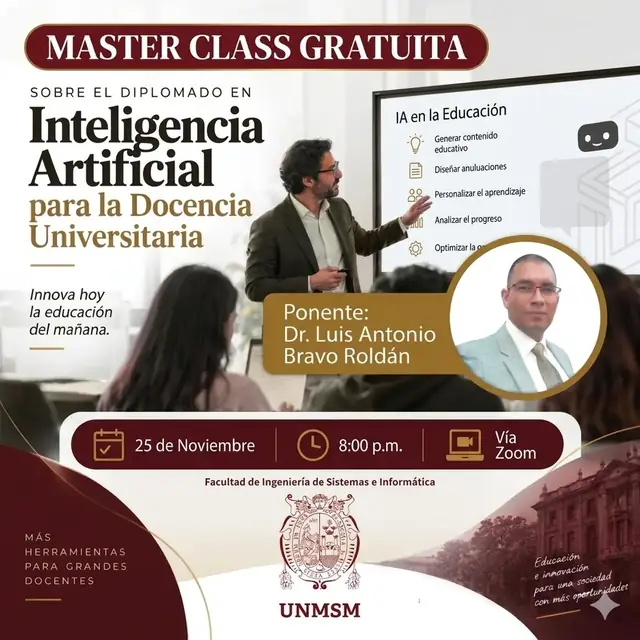 MASTER CLASS GRATUITA
SOBRE EL DIPLOMADO EN
Inteligencia
Artificial
para la Docencia
Universitaria
Innova hoy
la educación
del mañana.
IA en la Educación
Generar contenido
educativo
Diseñar anuluaciones
Personalizar el aprendizaje
Analizar el progreso
Optimizar la
Ponente:
Dr. Luis Antonio
Bravo Roldán
25 de Noviembre
8:00 p.m.
Vía
Zoom
Facultad de Ingeniería de Sistemas e Informática
UNMSM
MÁS
HERRAMIENTAS
PARA GRANDES
DOCENTES
Educación
e innovación
para una sociedad
con más oportunidades